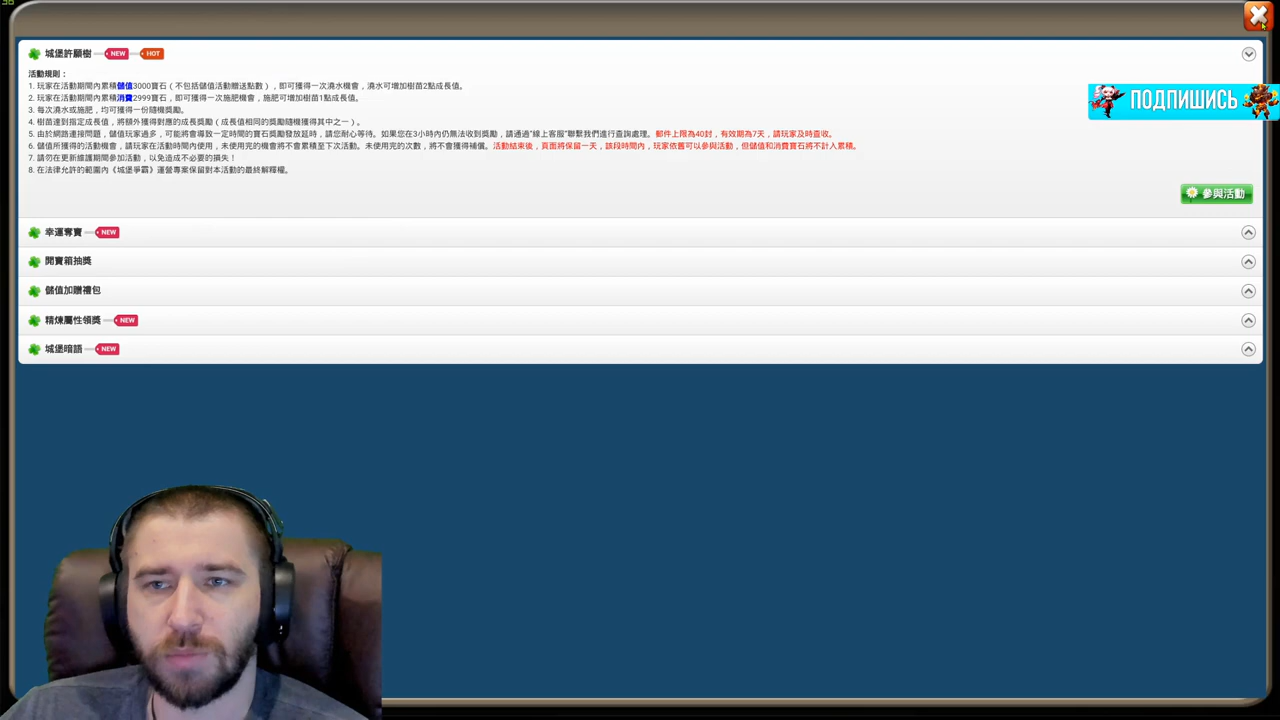 38
城堡許願樹 NEW HOT
活動規則：
1. 玩家在活動期間內累積儲值3000寶石（不包括儲值活動贈送點數），即可獲得一次澆水機會，澆水可增加樹苗2點成長值。
2. 玩家在活動期間內累積消費2999寶石，即可獲得一次施肥機會，施肥可增加樹苗1點成長值。
3. 每次澆水或施肥，均可獲得一份隨機獎勵。
4. 樹苗達到指定成長值，將額外獲得對應的成長獎勵（成長值相同的獎勵隨機獲得其中之一）。
5. 由於網路連接問題，儲值玩家過多，可能將會導致一定時間的寶石獎勵發放延時，請您耐心等待。如果您在3小時內仍無法收到獎勵，請通過"線上客服"聯繫我們進行查詢處理。郵件上限為40封，有效期為7天，請玩家及時查收。
6. 儲值所獲得的活動機會，請玩家在活動時間內使用，未使用完的機會將不會累積至下次活動。未使用完的次數，將不會獲得補償。活動結束後，頁面將保留一天，該段時間內，玩家依舊可以參與活動，但儲值和消費寶石將不計入累積。
7. 請勿在更新維護期間參加活動，以免造成不必要的損失！
8. 在法律允許的範圍內《城堡爭霸》運營專案保留對本活動的最終解釋權。
ПОДПИШИСЬ
參與活動
幸運奪寶 NEW
開寶箱抽獎
儲值加贈禮包
精煉屬性領獎 NEW
城堡暗語 NEW